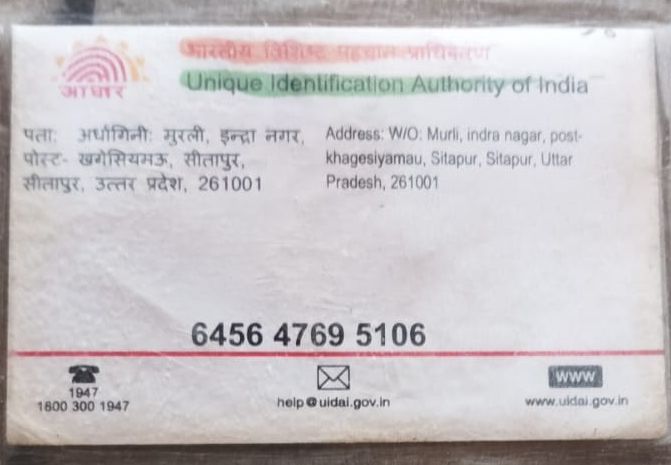 भारतीय विशिष्ट पहचान प्राधिकरण
Unique Identification Authority of India
आधार
पता: अर्धांगिनी: मुरली, इन्द्रा नगर,
पोस्ट- खगेसियमऊ, सीतापुर,
सीतापुर, उत्तर प्रदेश, 261001
Address: W/O: Murli, indra nagar, post-
khagesiyamau, Sitapur, Sitapur, Uttar
Pradesh, 261001
6456 4769 5106
1947
1800 300 1947
help@uidai.gov.in
WWW
www.uidai.gov.in